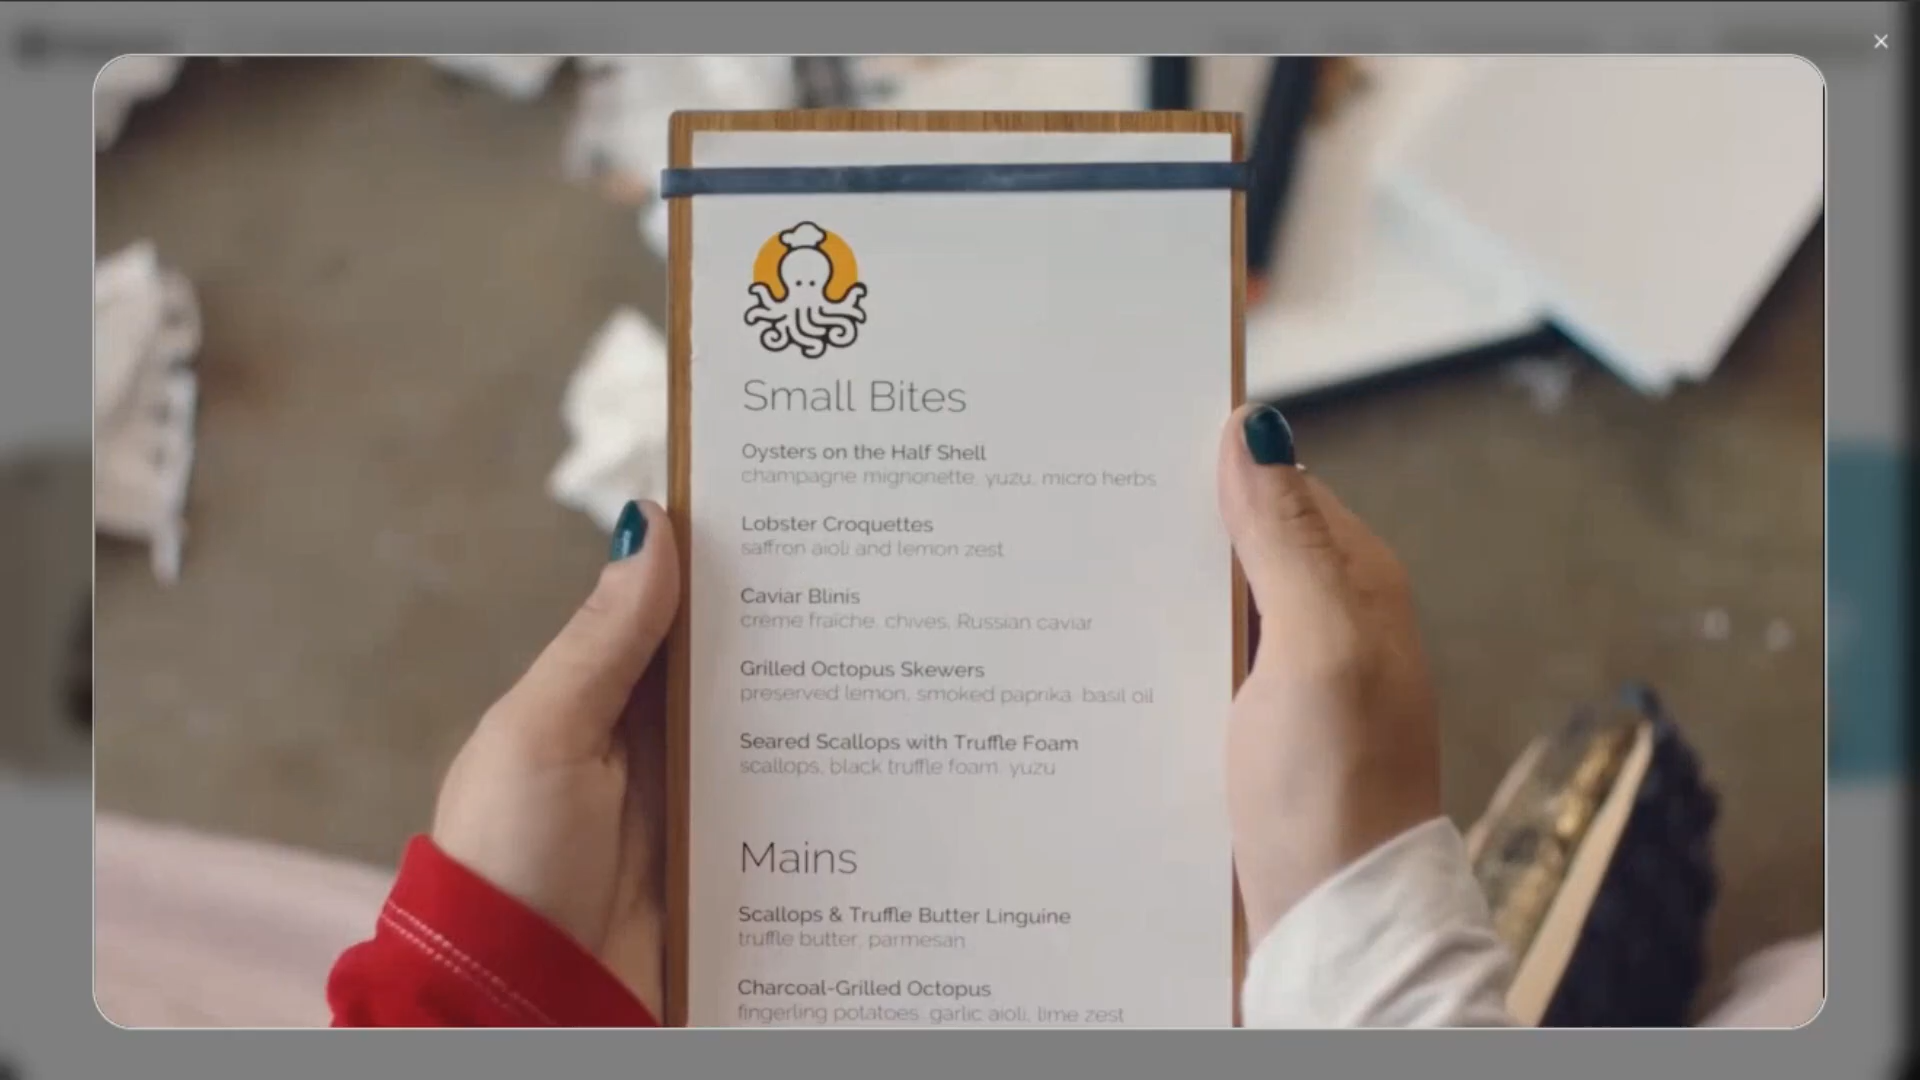 Small Bites
Oysters on the Half Shell
champagne mignonette, yuzu, micro herbs
Lobster Croquettes
saffron aioli and lemon zest
Caviar Blinis
creme fraiche, chives, Russian caviar
Grilled Octopus Skewers
preserved lemon, smoked paprika, basil oil
Seared Scallops with Truffle Foam
scallops, black truffle foam, yuzu
Mains
Scallops & Truffle Butter Linguine
truffle butter, parmesan
Charcoal-Grilled Octopus
fingerling potatoes, garlic aioli, lime zest